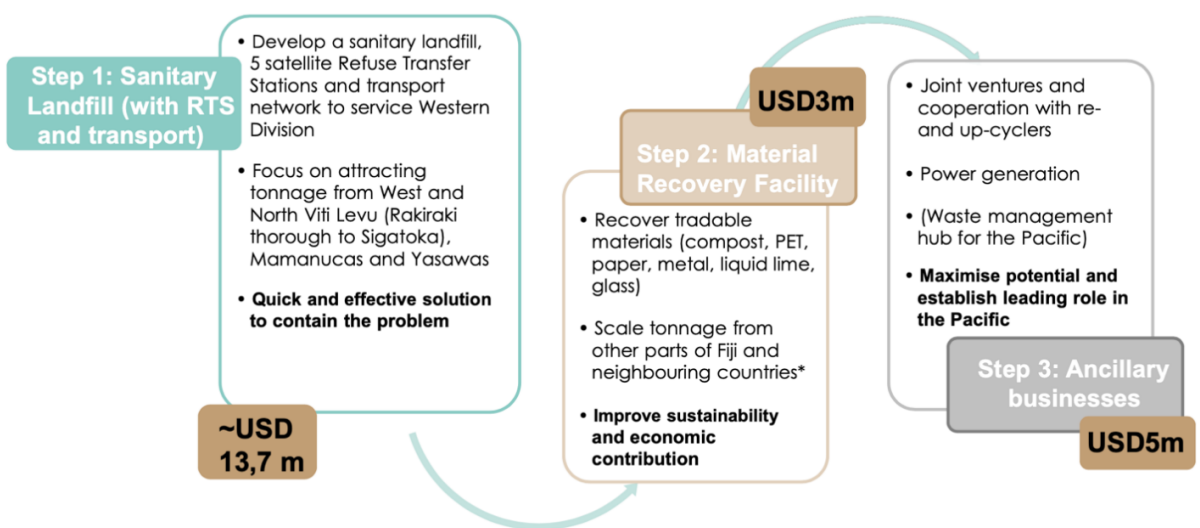 Step 1: Sanitary
Landfill (with RTS
and transport)
• Develop a sanitary landfill,
5 satellite Refuse Transfer
Stations and transport
network to service Western
Division
• Focus on attracting
tonnage from West and
North Viti Levu (Rakiraki
thorough to Sigatoka),
Mamanucas and Yasawas
• Quick and effective solution
to contain the problem
~USD
13,7 m
USD3m
Step 2: Material
Recovery Facility
• Recover tradable
materials (compost, PET,
paper, metal, liquid lime,
glass)
• Scale tonnage from
other parts of Fiji and
neighbouring countries*
• Improve sustainability
and economic
contribution
• Joint ventures and
cooperation with re-
and up-cyclers
• Power generation
• (Waste management
hub for the Pacific)
• Maximise potential and
establish leading role in
the Pacific
Step 3: Ancillary
businesses
USD5m